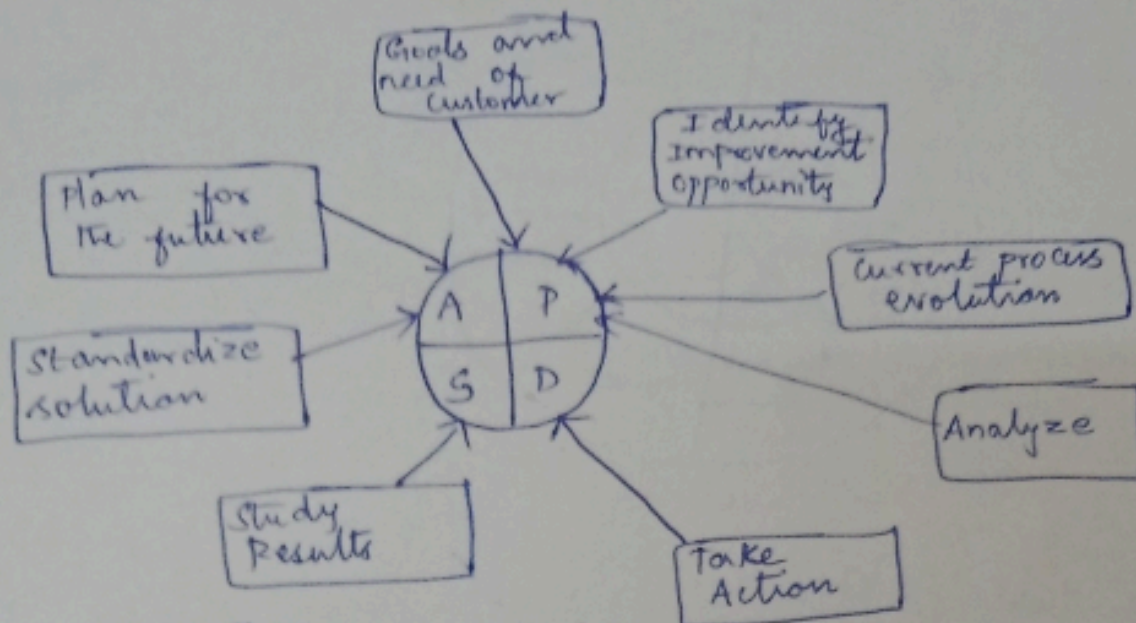 Goals and
need of
customer
Identify
Improvement
opportunity
Plan for
the future
Current process
evolution
A
P
Standardize
solution
S
D
Analyze
Study
Results
Take
Action